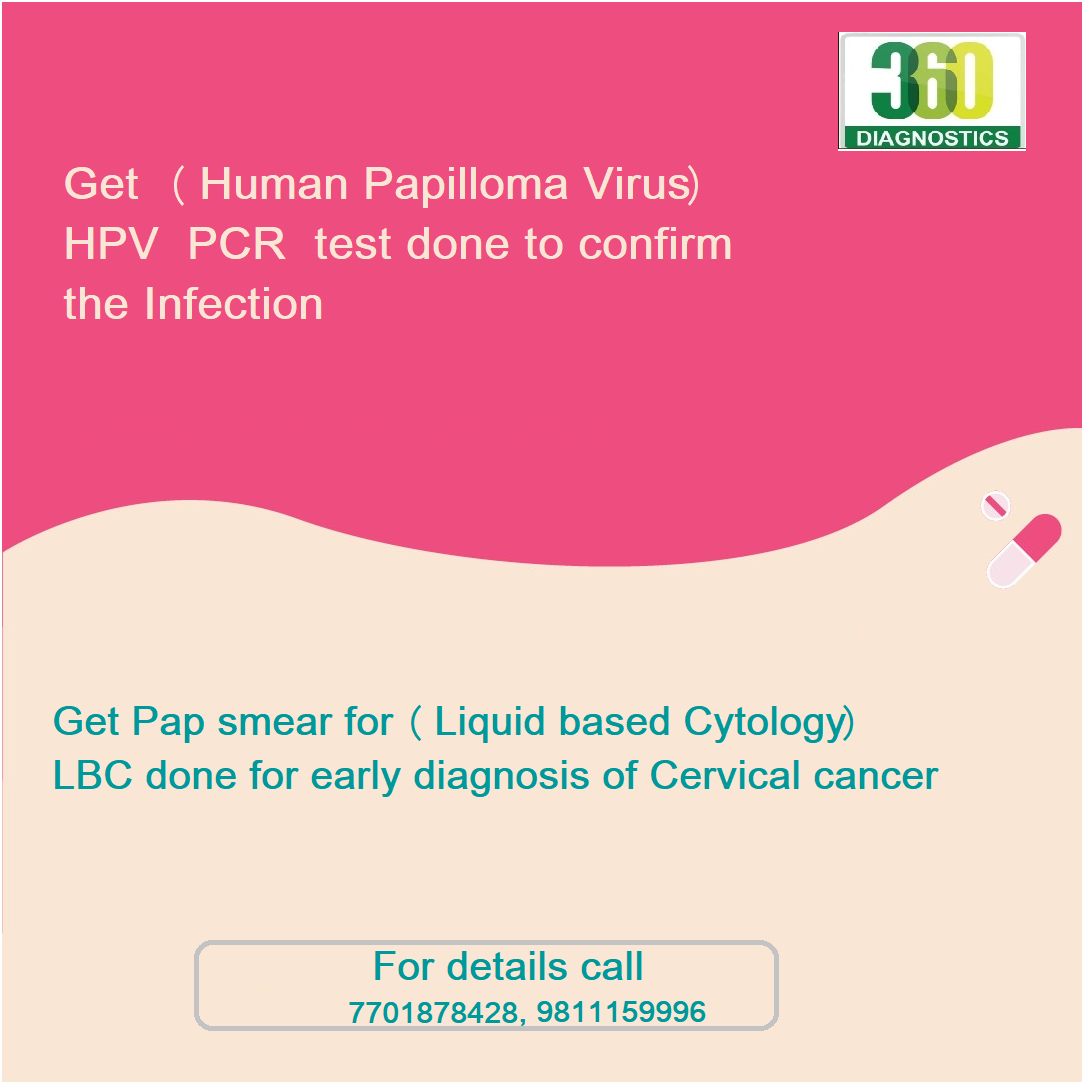 360
DIAGNOSTICS
Get ( Human Papilloma Virus)
HPV PCR test done to confirm
the Infection
Get Pap smear for ( Liquid based Cytology)
LBC done for early diagnosis of Cervical cancer
For details call
7701878428, 9811159996